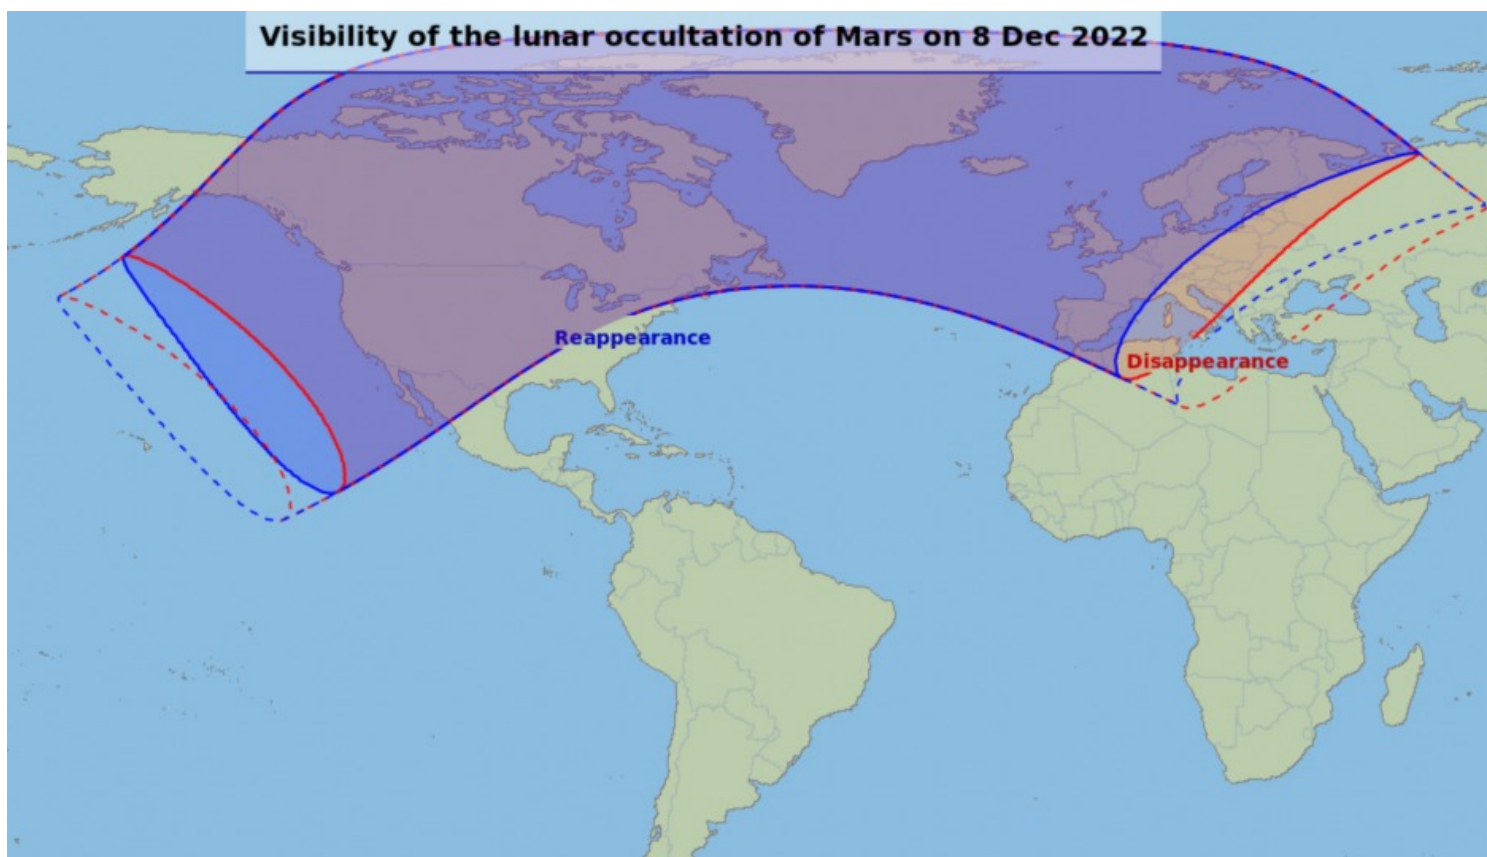 Visibility of the lunar occultation of Mars on 8 Dec 2022
Reappearance
Disappearance